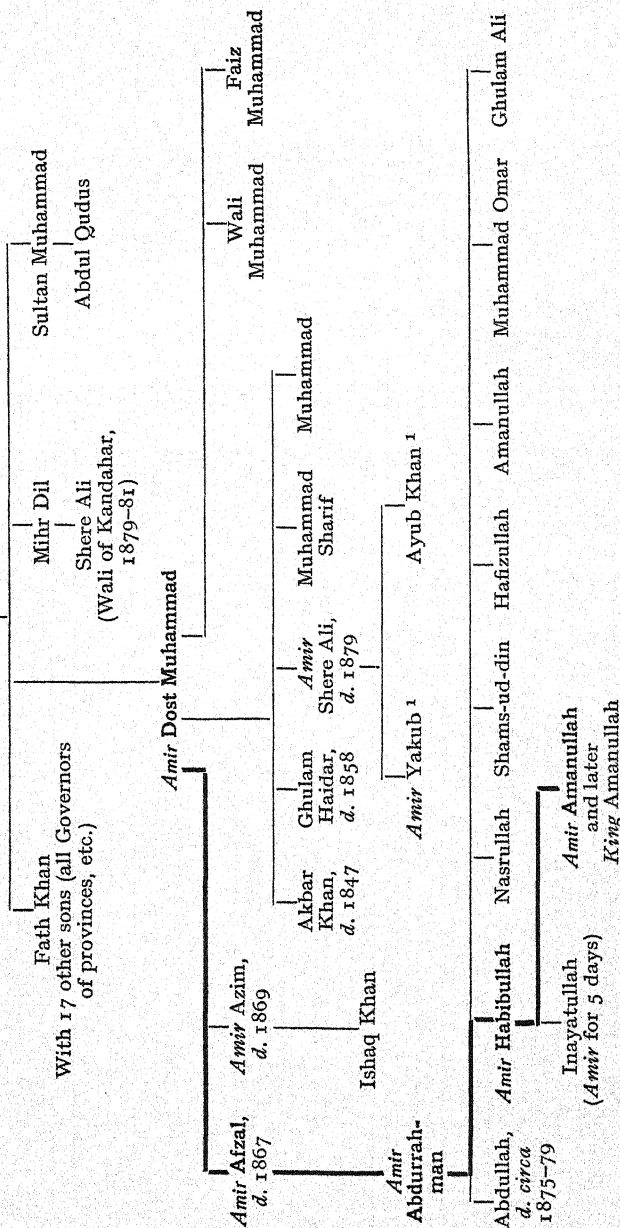 Fath Khan
With 17 other sons (all Governors
of provinces, etc.)
Mihr Dil
Shere Ali
(Wali of Kandahar,
1879–81)
Sultan Muhammad
Abdul Qudus
Amir Dost Muhammad
Amir Afzal,
d. 1867
Amir Azim,
d. 1869
Ishaq Khan
Akbar
Khan,
d. 1847
Ghulam
Haidar,
d. 1858
Amir
Shere Ali,
d. 1879
Muhammad
Sharif
Muhammad
Wali
Muhammad
Faiz
Muhammad
Amir Yakub ¹
Ayub Khan ¹
Amir
Abdurrah-
man
Abdullah,
d. circa
1875–79
Amir Habibullah
Nasrullah
Shams-ud-din
Hafizullah
Amanullah
Muhammad Omar
Ghulam Ali
Inayatullah
(Amir for 5 days)
Amir Amanullah
and later
King Amanullah